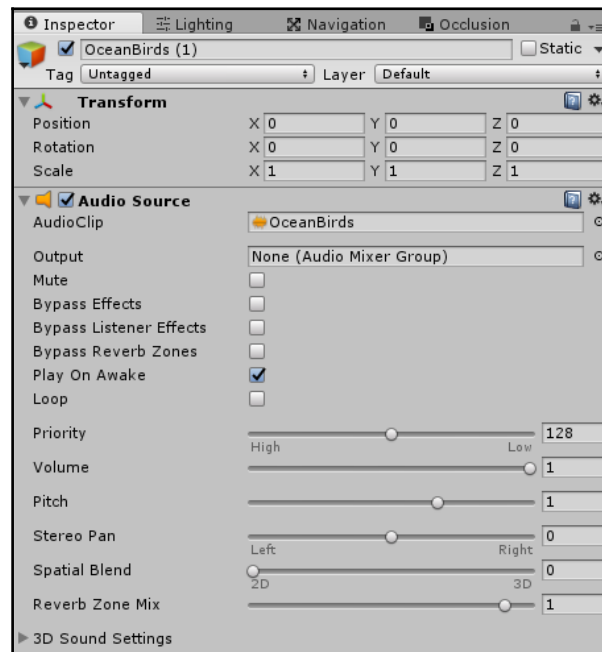 Inspector Lighting Navigation Occlusion
OceanBirds (1) Static
Tag Untagged Layer Default
Transform
Position X 0 Y 0 Z 0
Rotation X 0 Y 0 Z 0
Scale X 1 Y 1 Z 1
Audio Source
AudioClip OceanBirds
Output None (Audio Mixer Group)
Mute
Bypass Effects
Bypass Listener Effects
Bypass Reverb Zones
Play On Awake
Loop
Priority 128
High Low
Volume 1
Pitch 1
Stereo Pan 0
Left Right
Spatial Blend 0
2D 3D
Reverb Zone Mix 1
3D Sound Settings